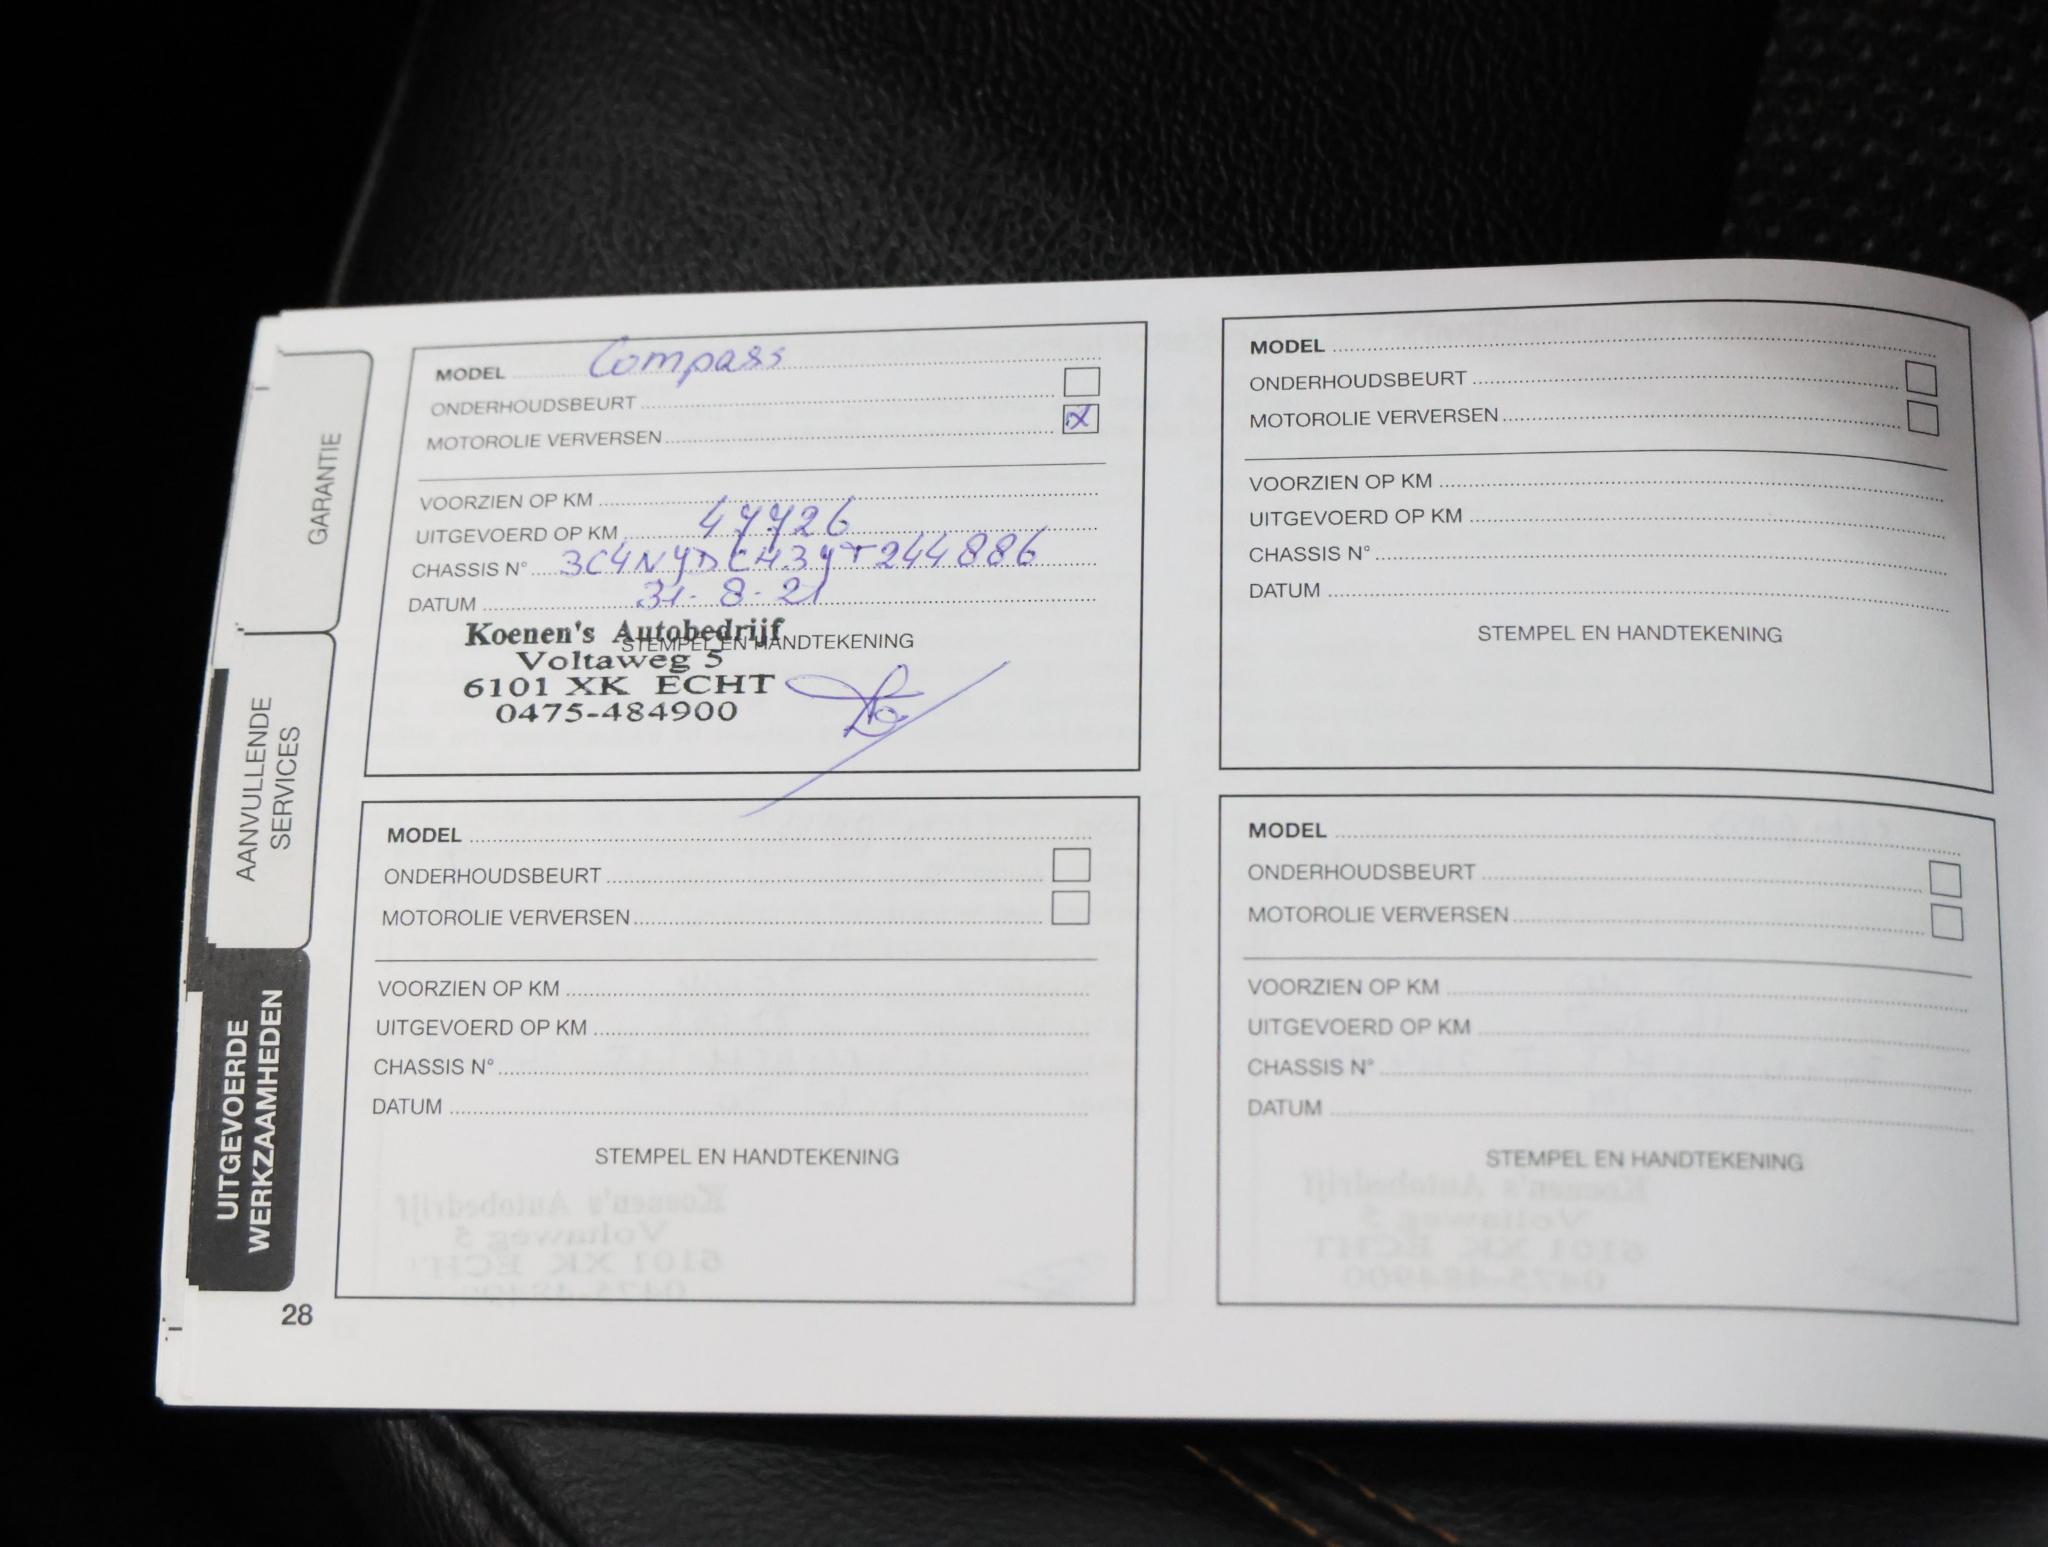 GARANTIE
AANVULLENDE
SERVICES
UITGEVOERDE
WERKZAAMHEDEN
MODEL Compass
ONDERHOUDSBEURT
MOTOROLIE VERVERSEN x
VOORZIEN OP KM
UITGEVOERD OP KM 47726
CHASSIS N° 3C4NJDCH3JT244886
DATUM 31-8-21
STEMPEL EN HANDTEKENING
Koenen's Autobedrijf
Voltaweg 5
6101 XK ECHT
0475-484900
MODEL
ONDERHOUDSBEURT
MOTOROLIE VERVERSEN
VOORZIEN OP KM
UITGEVOERD OP KM
CHASSIS N°
DATUM
STEMPEL EN HANDTEKENING
MODEL
ONDERHOUDSBEURT
MOTOROLIE VERVERSEN
VOORZIEN OP KM
UITGEVOERD OP KM
CHASSIS N°
DATUM
STEMPEL EN HANDTEKENING
MODEL
ONDERHOUDSBEURT
MOTOROLIE VERVERSEN
VOORZIEN OP KM
UITGEVOERD OP KM
CHASSIS N°
DATUM
STEMPEL EN HANDTEKENING
28